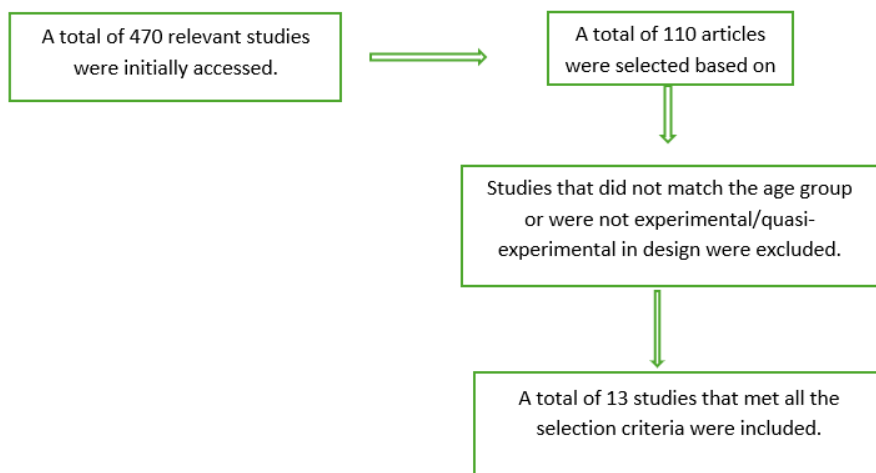 A total of 470 relevant studies
were initially accessed.
A total of 110 articles
were selected based on
Studies that did not match the age group
or were not experimental/quasi-
experimental in design were excluded.
A total of 13 studies that met all the
selection criteria were included.